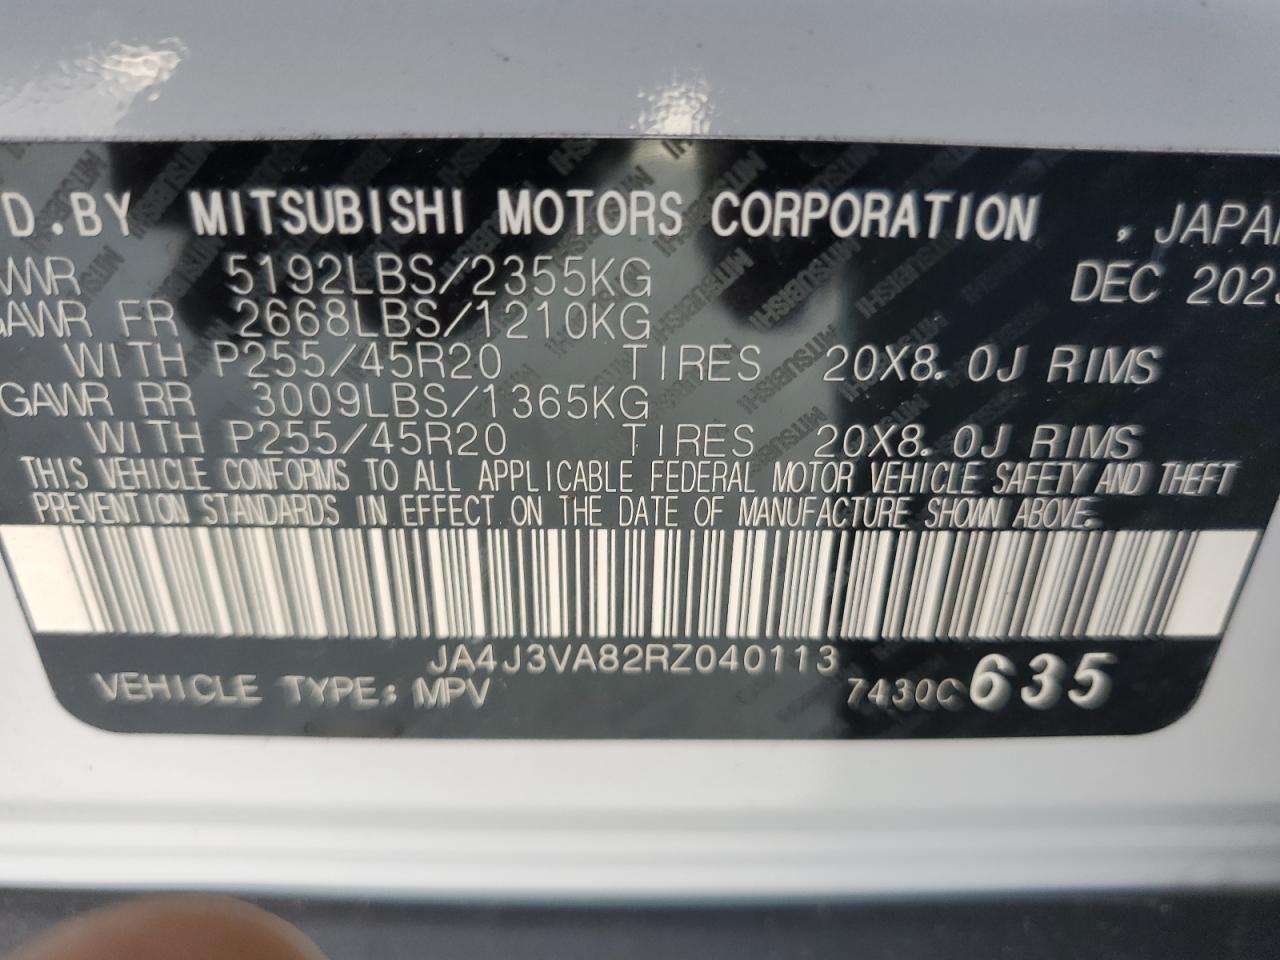 D.BY MITSUBISHI MOTORS CORPORATION , JAPAN
5192LBS/2355KG DEC 202
GAWR FR 2668LBS/1210KG
WITH P255/45R20 TIRES 20X8.0J RIMS
GAWR RR 3009LBS/1365KG
WITH P255/45R20 TIRES 20X8.0J RIMS
THIS VEHICLE CONFORMS TO ALL APPLICABLE FEDERAL MOTOR VEHICLE SAFETY AND THEFT
PREVENTION STANDARDS IN EFFECT ON THE DATE OF MANUFACTURE SHOWN ABOVE.
JA4J3VA82RZ040113
VEHICLE TYPE: MPV 7430C 635